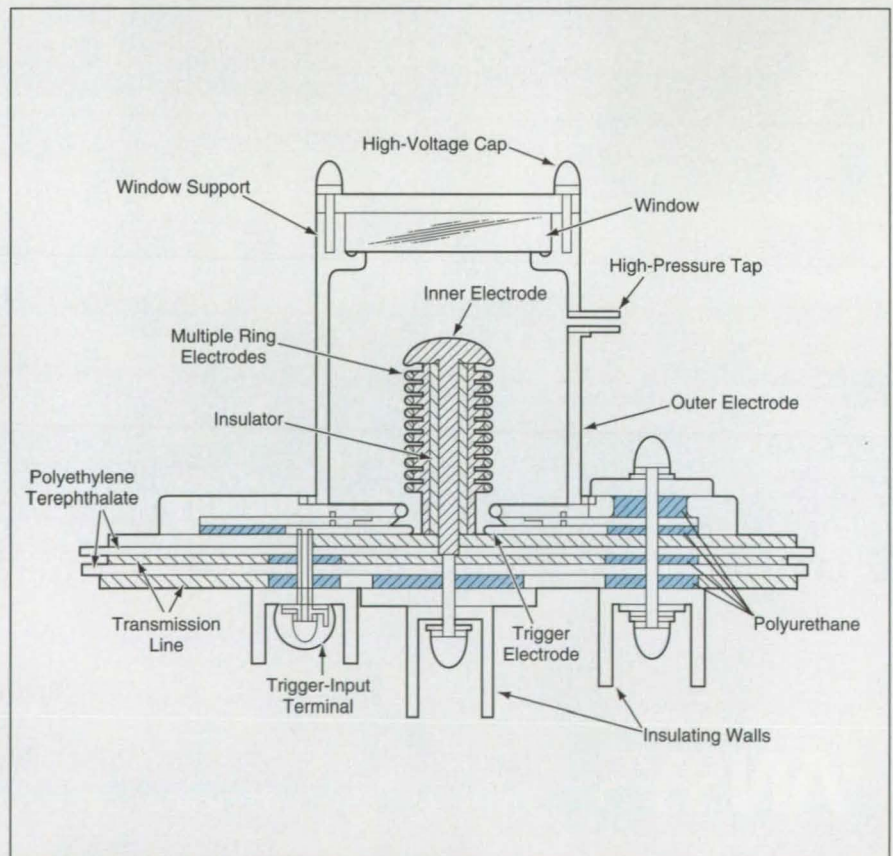 High-Voltage Cap
Window Support
Window
High-Pressure Tap
Inner Electrode
Multiple Ring
Electrodes
Outer Electrode
Insulator
Polyethylene
Terephthalate
Transmission
Line
Trigger
Electrode
Polyurethane
Trigger-Input
Terminal
Insulating Walls